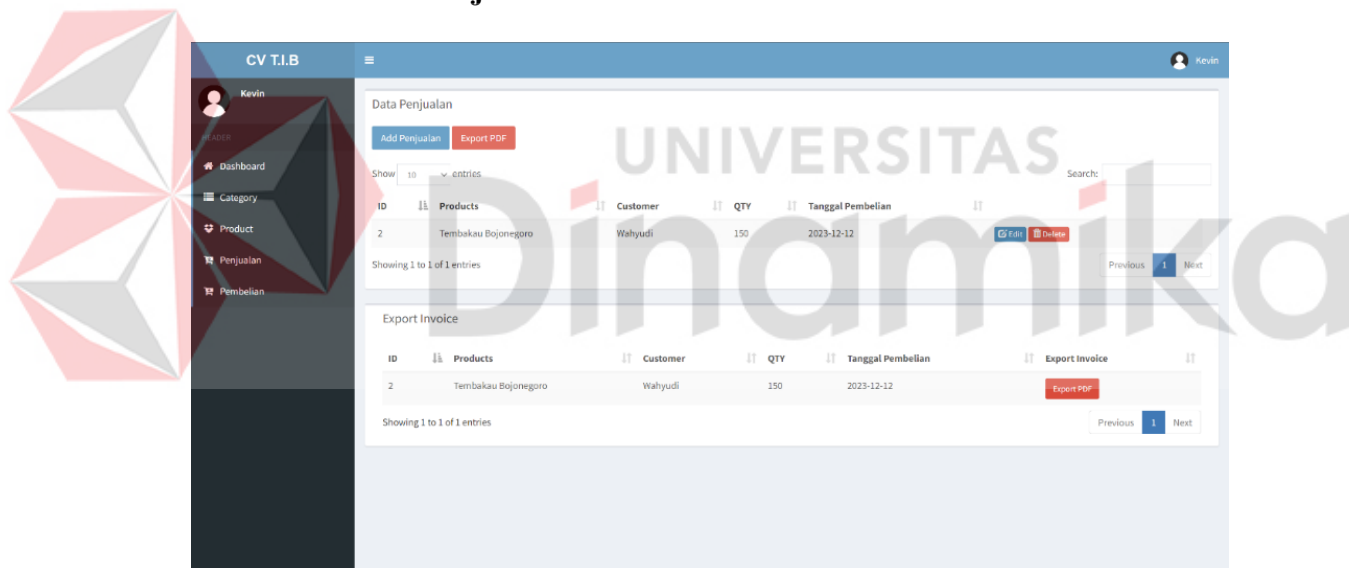 CV T.I.B
Kevin
Kevin
HEADER
Dashboard
Category
Product
Penjualan
Pembelian
Data Penjualan
Add Penjualan Export PDF
UNIVERSITAS
Dinamika
Show 10 entries Search:
ID Products Customer QTY Tanggal Pembelian
2 Tembakau Bojonegoro Wahyudi 150 2023-12-12 Edit Delete
Showing 1 to 1 of 1 entries Previous 1 Next
Export Invoice
ID Products Customer QTY Tanggal Pembelian Export Invoice
2 Tembakau Bojonegoro Wahyudi 150 2023-12-12 Export PDF
Showing 1 to 1 of 1 entries Previous 1 Next